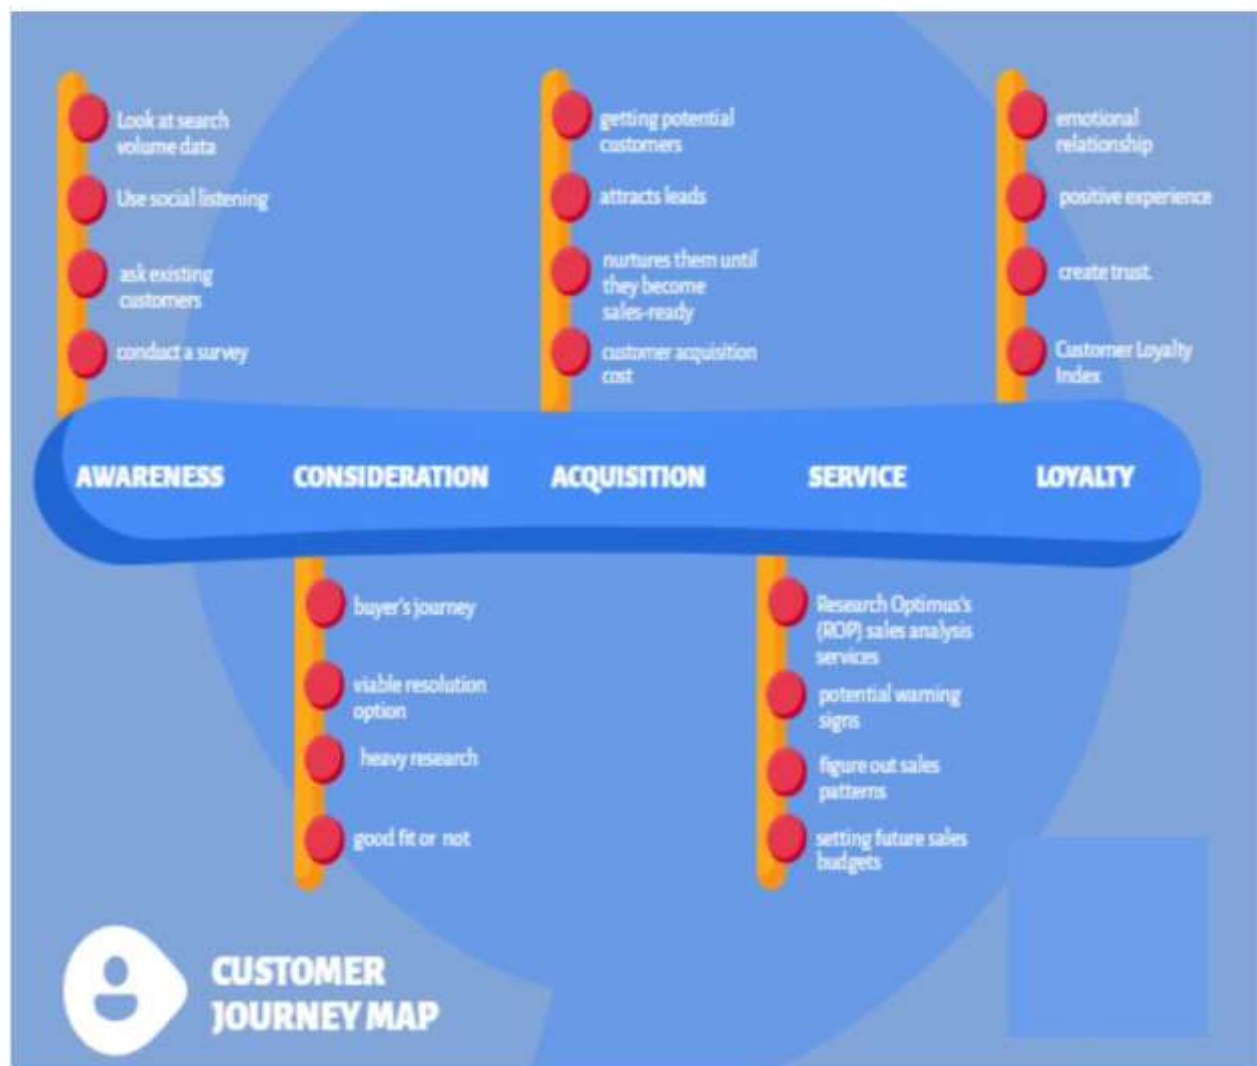 Look at search
volume data
Use social listening
ask existing
customers
conduct a survey
getting potential
customers
attracts leads
nurtures them until
they become
sales-ready
customer acquisition
cost
emotional
relationship
positive experience
create trust.
Customer Loyalty
Index
AWARENESS
CONSIDERATION
ACQUISITION
SERVICE
LOYALTY
buyer's journey
viable resolution
option
heavy research
good fit or not
Research Optimus's
(ROP) sales analysis
services
potential warning
signs
figure out sales
patterns
setting future sales
budgets
CUSTOMER
JOURNEY MAP